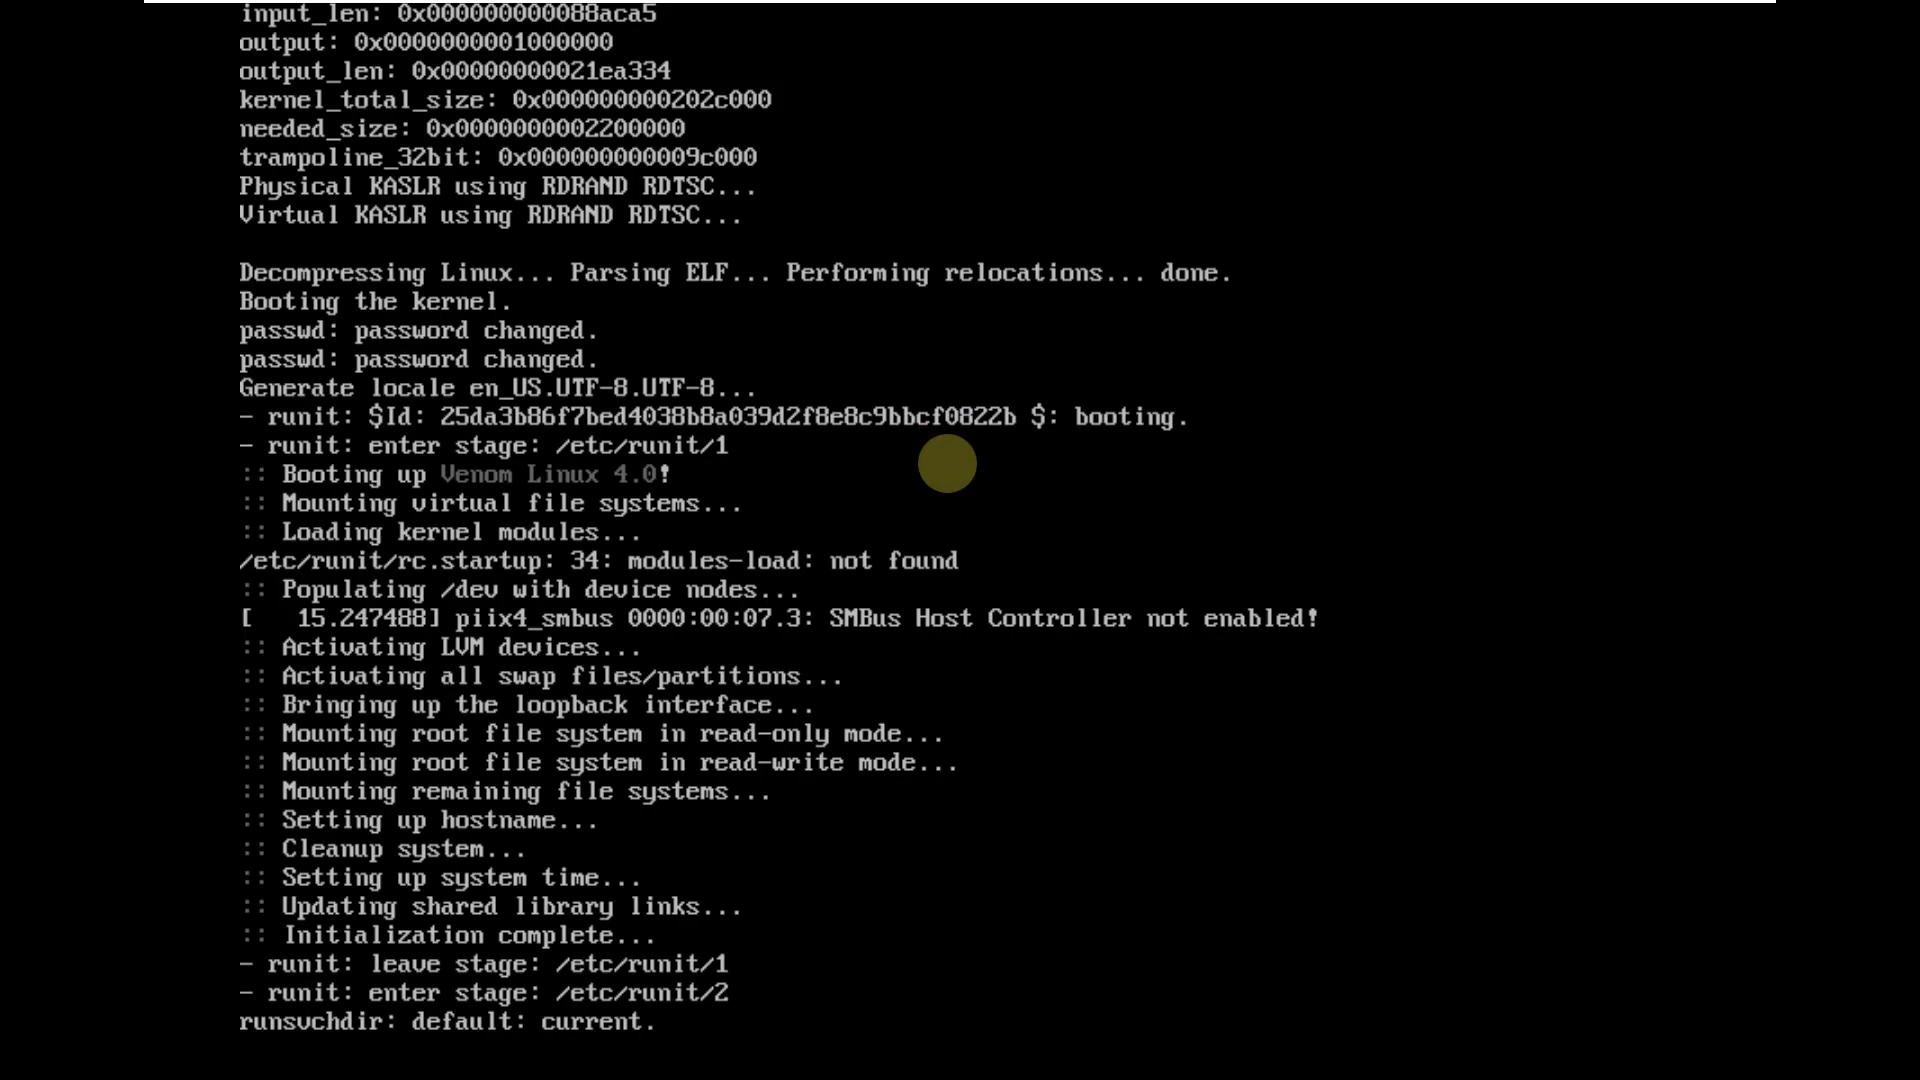 input_len: 0x000000000088aca5
output: 0x0000000001000000
output_len: 0x00000000021ea334
kernel_total_size: 0x000000000202c000
needed_size: 0x0000000002200000
trampoline_32bit: 0x000000000009c000
Physical KASLR using RDRAND RDTSC...
Virtual KASLR using RDRAND RDTSC...
Decompressing Linux... Parsing ELF... Performing relocations... done.
Booting the kernel.
passwd: password changed.
passwd: password changed.
Generate locale en_US.UTF-8.UTF-8...
- runit: $Id: 25da3b86f7bed4038b8a039d2f8e8c9bbcf0822b $: booting.
- runit: enter stage: /etc/runit/1
:: Booting up Venom Linux 4.0!
:: Mounting virtual file systems...
:: Loading kernel modules...
/etc/runit/rc.startup: 34: modules-load: not found
:: Populating /dev with device nodes...
[   15.247488] piix4_smbus 0000:00:07.3: SMBus Host Controller not enabled!
:: Activating LVM devices...
:: Activating all swap files/partitions...
:: Bringing up the loopback interface...
:: Mounting root file system in read-only mode...
:: Mounting root file system in read-write mode...
:: Mounting remaining file systems...
:: Setting up hostname...
:: Cleanup system...
:: Setting up system time...
:: Updating shared library links...
:: Initialization complete...
- runit: leave stage: /etc/runit/1
- runit: enter stage: /etc/runit/2
runsvchdir: default: current.